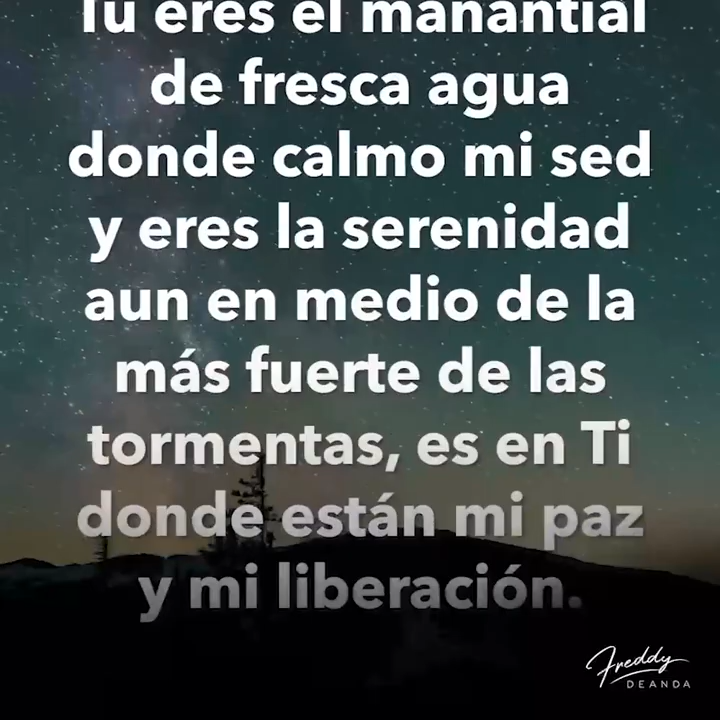 Tú eres el manantial
de fresca agua
donde calmo mi sed
y eres la serenidad
aun en medio de la
más fuerte de las
tormentas, es en Ti
donde están mi paz
y mi liberación.
Freddy
DEANDA